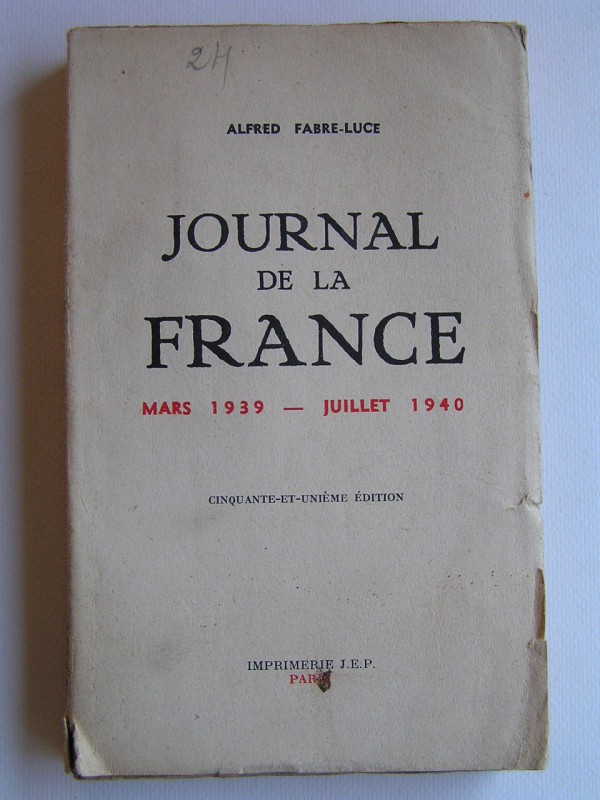 2H
ALFRED FABRE-LUCE
JOURNAL
DE LA
FRANCE
MARS 1939 — JUILLET 1940
CINQUANTE-ET-UNIÈME ÉDITION
IMPRIMERIE J.E.P.
PARIS